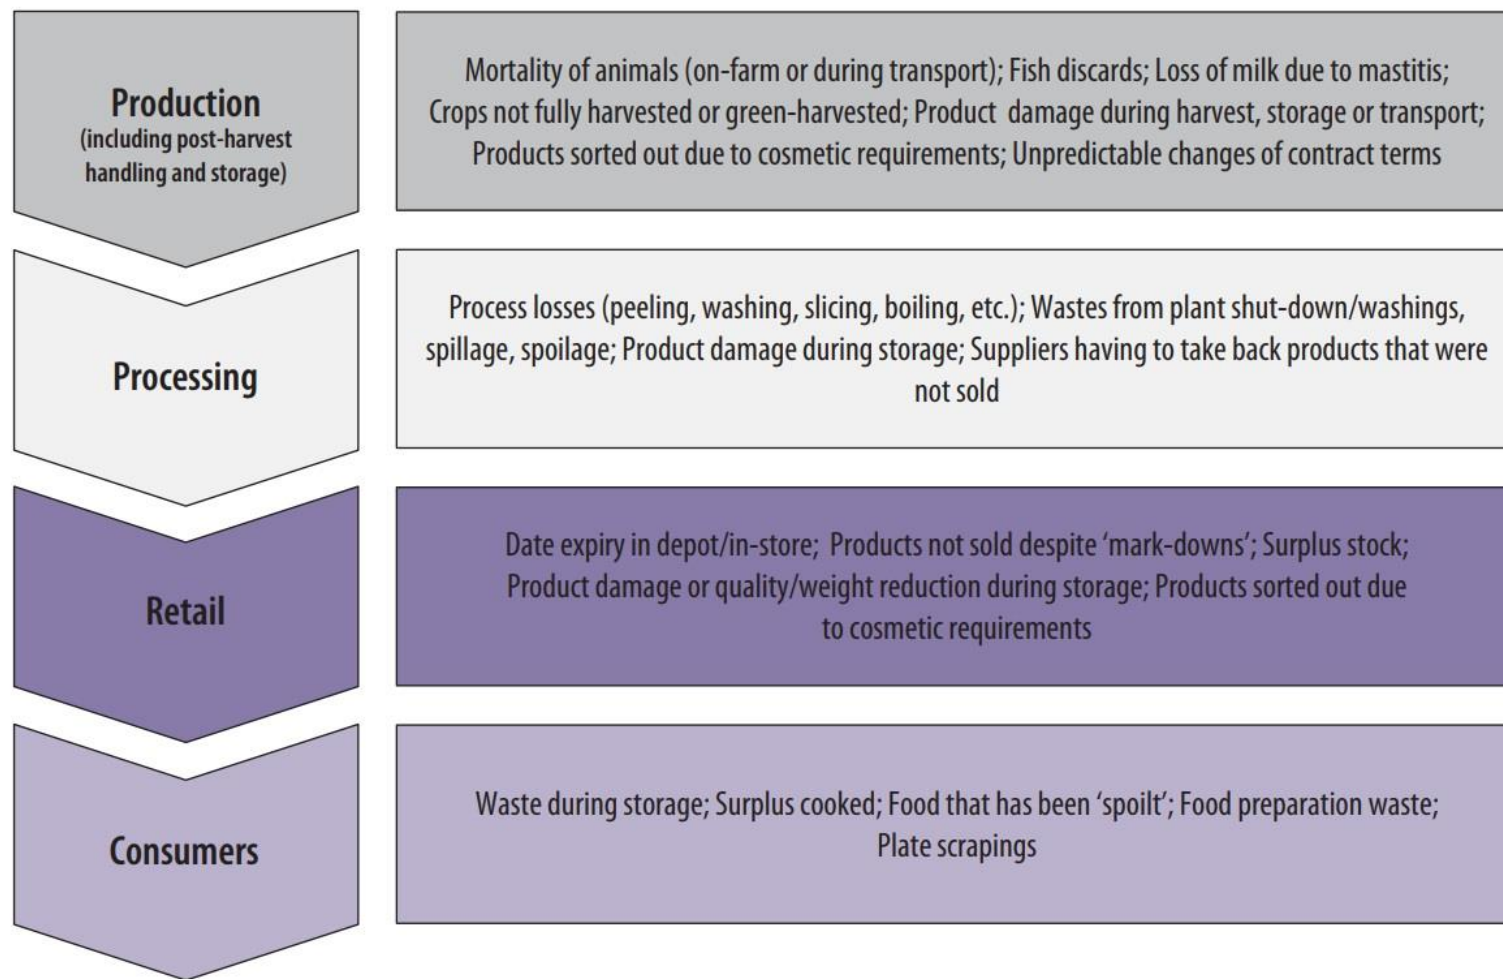 Production
(including post-harvest
handling and storage)
Mortality of animals (on-farm or during transport); Fish discards; Loss of milk due to mastitis;
Crops not fully harvested or green-harvested; Product damage during harvest, storage or transport;
Products sorted out due to cosmetic requirements; Unpredictable changes of contract terms
Processing
Process losses (peeling, washing, slicing, boiling, etc.); Wastes from plant shut-down/washings,
spillage, spoilage; Product damage during storage; Suppliers having to take back products that were
not sold
Retail
Date expiry in depot/in-store; Products not sold despite ‘mark-downs’; Surplus stock;
Product damage or quality/weight reduction during storage; Products sorted out due
to cosmetic requirements
Consumers
Waste during storage; Surplus cooked; Food that has been ‘spoilt’; Food preparation waste;
Plate scrapings